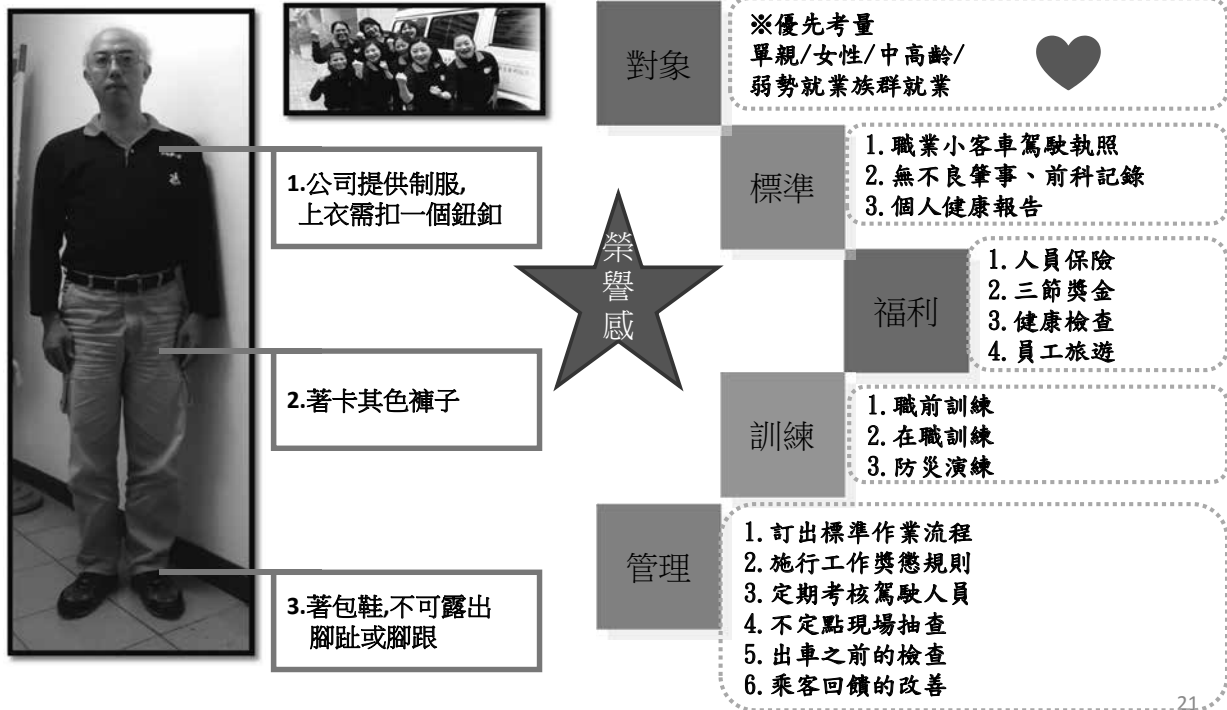 1.公司提供制服,
上衣需扣一個鈕釦
2.著卡其色褲子
3.著包鞋,不可露出
腳趾或腳跟
榮譽感
對象
※優先考量
單親/女性/中高齡/
弱勢就業族群就業
標準
1.職業小客車駕駛執照
2.無不良肇事、前科記錄
3.個人健康報告
福利
1.人員保險
2.三節獎金
3.健康檢查
4.員工旅遊
訓練
1.職前訓練
2.在職訓練
3.防災演練
管理
1.訂出標準作業流程
2.施行工作獎懲規則
3.定期考核駕駛人員
4.不定點現場抽查
5.出車之前的檢查
6.乘客回饋的改善
21